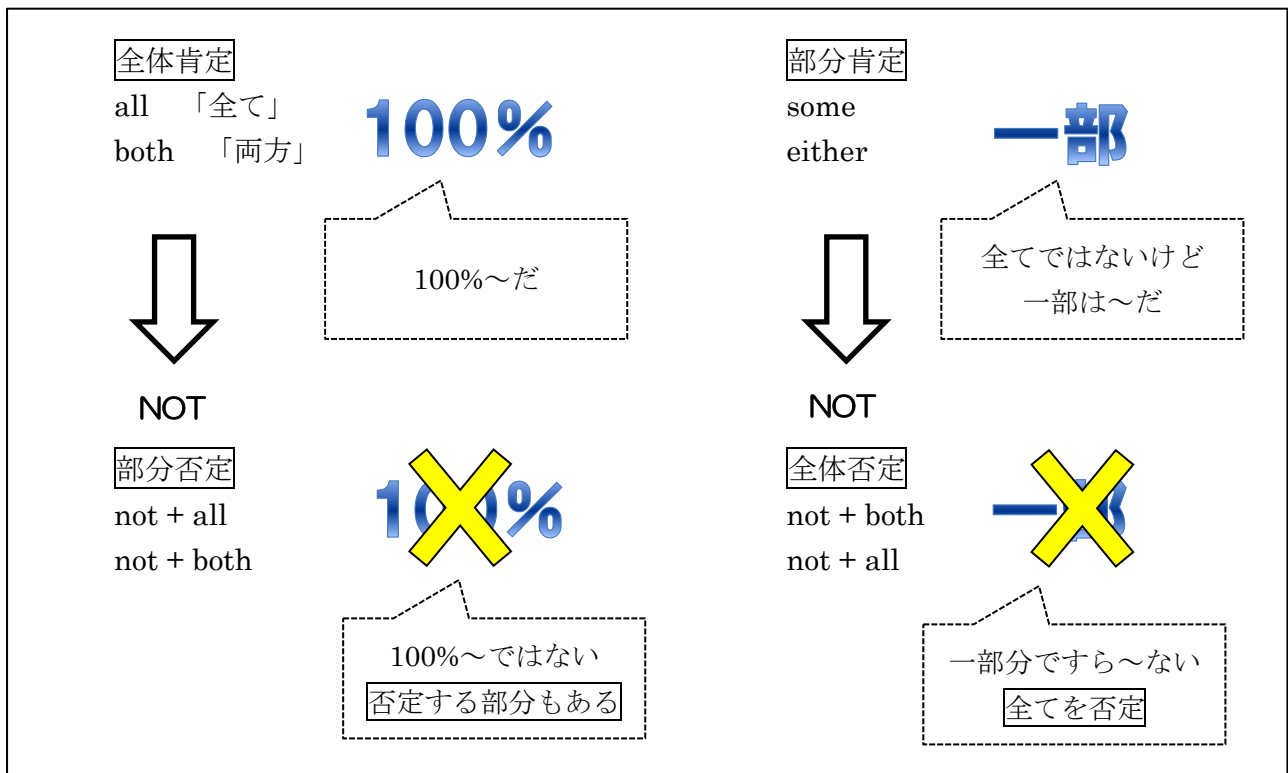 全体肯定
all 「全て」
both 「両方」
100%
100%～だ
NOT
部分否定
not + all
not + both
100%
100%～ではない
否定する部分もある
部分肯定
some
either
一部
全てではないけど
一部は～だ
NOT
全体否定
not + both
not + all
一部
一部分ですら～ない
全てを否定